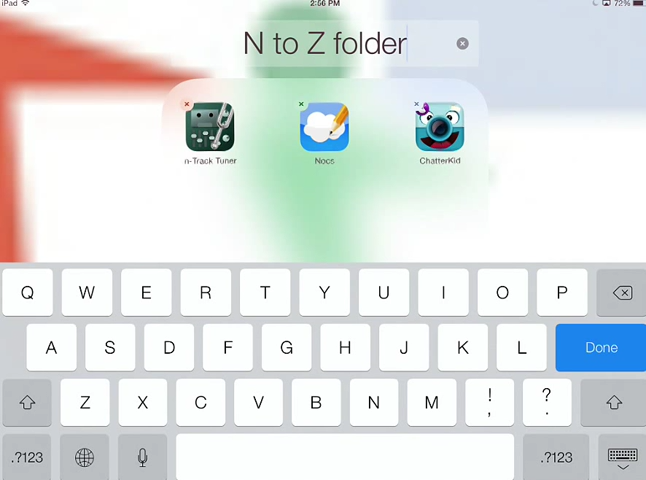 iPad 2:56 PM 72%
N to Z folder
n-Track Tuner Nocs ChatterKid
Q W E R T Y U I O P
A S D F G H J K L Done
Z X C V B N M ! , ? .
.?123 .?123